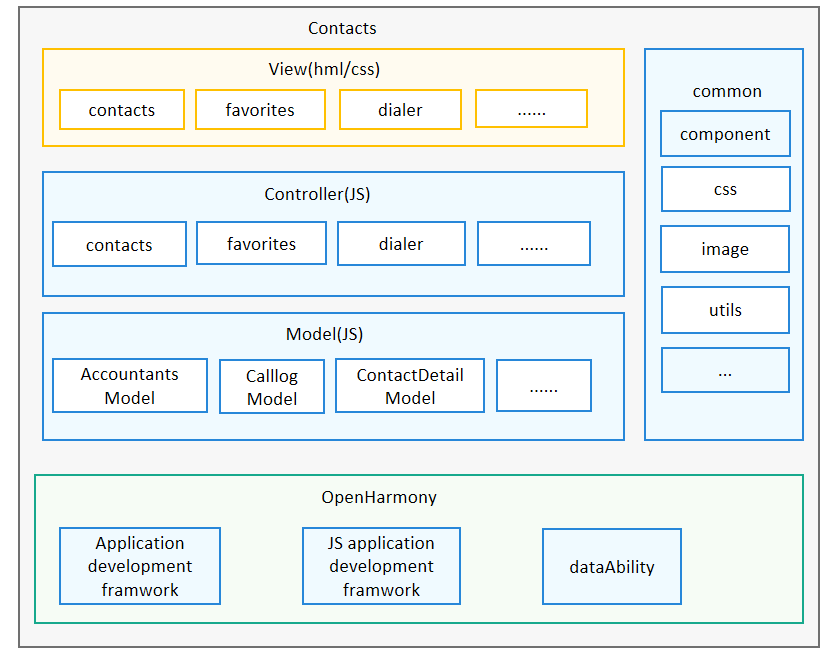 Contacts
View(hml/css)
contacts
favorites
dialer
......
common
component
css
image
utils
...
Controller(JS)
contacts
favorites
dialer
......
Model(JS)
Accountants
Model
Calllog
Model
ContactDetail
Model
......
OpenHarmony
Application
development
framwork
JS application
development
framwork
dataAbility